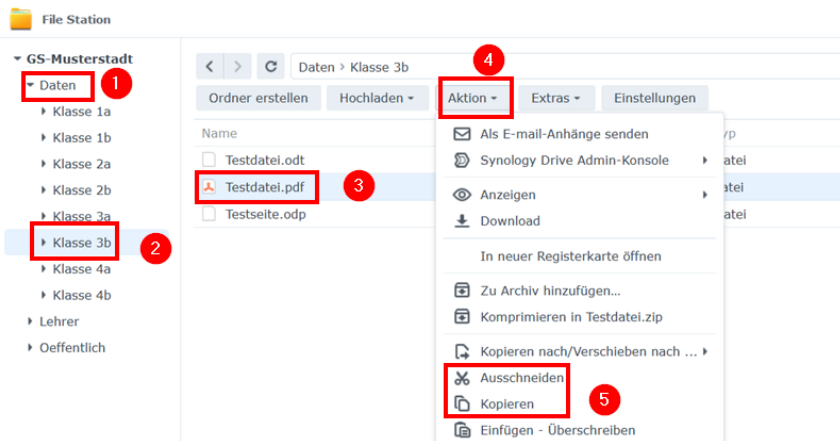 File Station
GS-Musterstadt
Daten
1
Klasse 1a
Klasse 1b
Klasse 2a
Klasse 2b
Klasse 3a
Klasse 3b
2
Klasse 4a
Klasse 4b
Lehrer
Oeffentlich
Daten > Klasse 3b
4
Ordner erstellen Hochladen Aktion Extras Einstellungen
Name
Testdatei.odt
Testdatei.pdf
3
Testseite.odp
Als E-mail-Anhänge senden
Synology Drive Admin-Konsole
Anzeigen
Download
In neuer Registerkarte öffnen
Zu Archiv hinzufügen...
Komprimieren in Testdatei.zip
Kopieren nach/Verschieben nach ...
Ausschneiden
Kopieren
5
Einfügen - Überschreiben